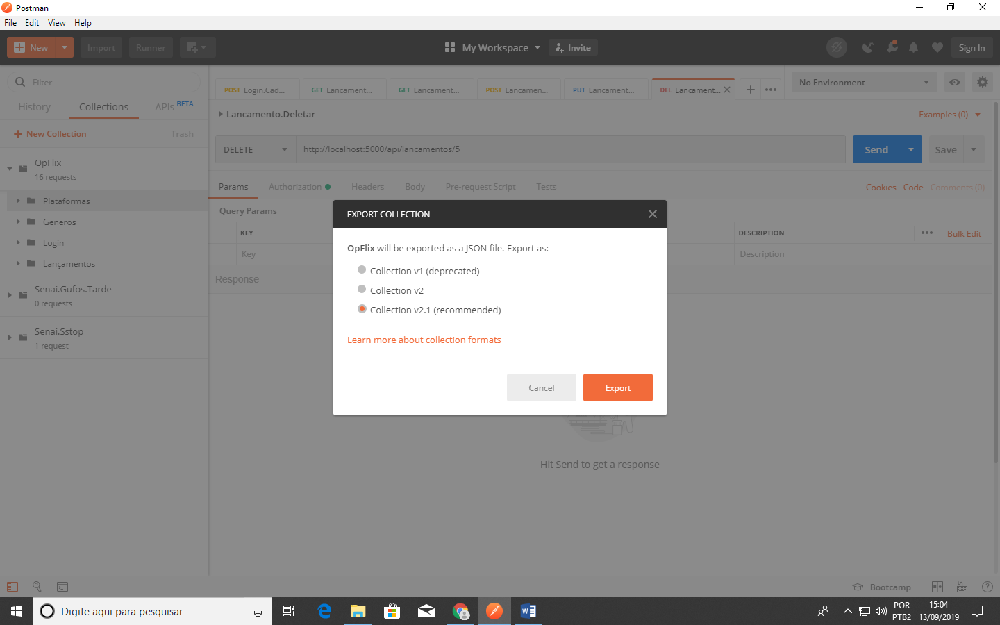 Postman
File Edit View Help
New Import Runner My Workspace Invite Sign In
Filter
History Collections APIs BETA
New Collection Trash
OpFlix
16 requests
Plataformas
Generos
Login
Lançamentos
Senai.Gufos.Tarde
0 requests
Senai.Sstop
1 request
POST Login.Cad... GET Lancament... GET Lancament... POST Lancamen... PUT Lancament... DEL Lancament...
No Environment
Lancamento.Deletar Examples (0)
DELETE http://localhost:5000/api/lancamentos/5 Send Save
Params Authorization Headers Body Pre-request Script Tests Cookies Code Comments (0)
Query Params
KEY DESCRIPTION Bulk Edit
Key Description
Response
EXPORT COLLECTION
OpFlix will be exported as a JSON file. Export as:
Collection v1 (deprecated)
Collection v2
Collection v2.1 (recommended)
Learn more about collection formats
Cancel Export
Hit Send to get a response
Bootcamp
Digite aqui para pesquisar
POR
PTB2
15:04
13/09/2019